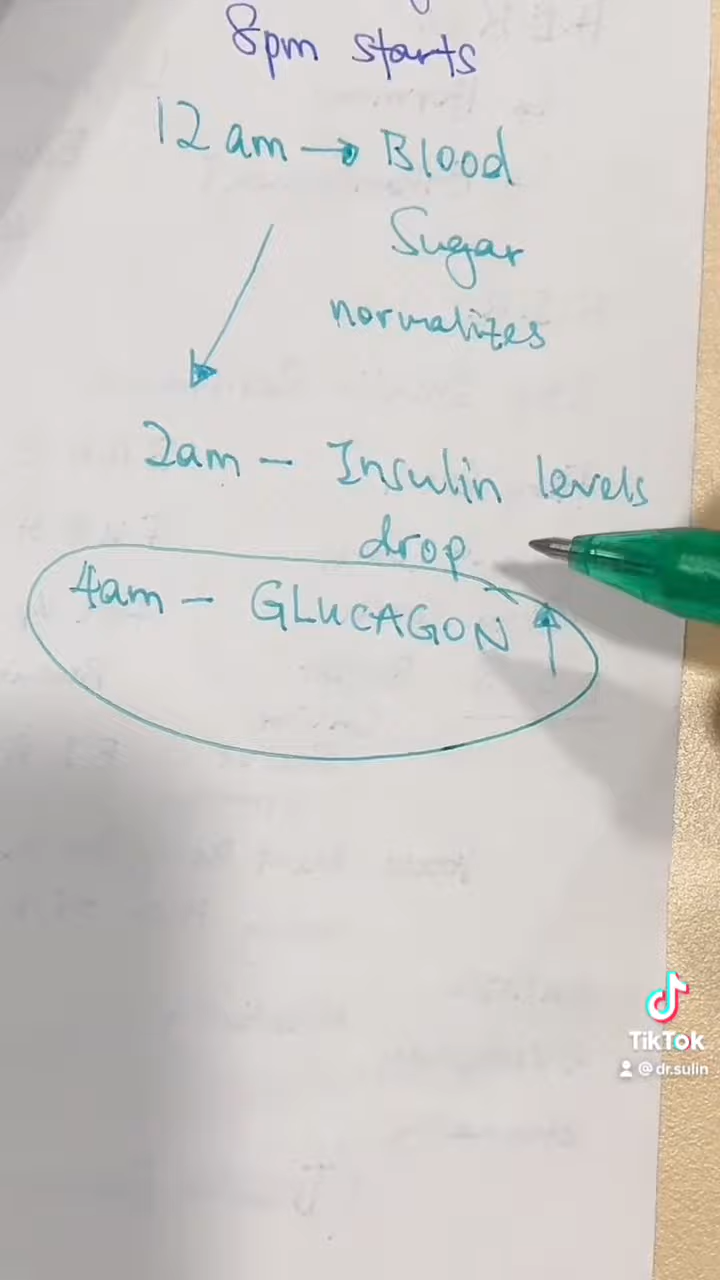 8pm starts
12 am → Blood
Sugar
normalizes
2am - Insulin levels
drop
4am - GLUCAGON ↑
TikTok
@dr.sulin